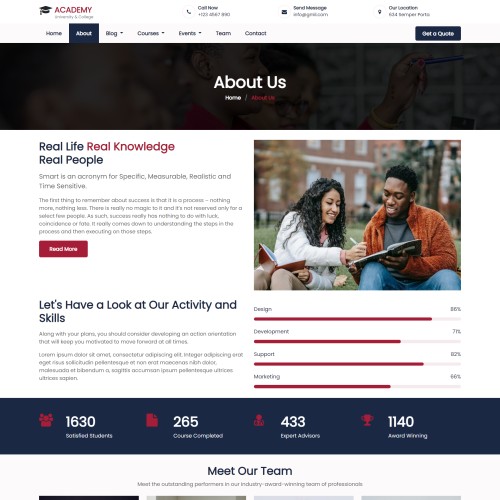 ACADEMY
University & College
Call Now
+123 4567 890
Send Message
info@gmil.com
Our Location
634 Semper Porta
Home
About
Blog
Courses
Events
Team
Contact
Get a Quote
About Us
Home / About Us
Real Life Real Knowledge
Real People
Smart is an acronym for Specific, Measurable, Realistic and
Time Sensitive.
The first thing to remember about success is that it is a process – nothing
more, nothing less. There is really no magic to it and it's not reserved only for a
select few people. As such, success really has nothing to do with luck,
coincidence or fate. It really comes down to understanding the steps in the
process and then executing on those steps.
Read More
Let's Have a Look at Our Activity and
Skills
Along with your plans, you should consider developing an action orientation
that will keep you motivated to move forward at all times.
Lorem ipsum dolor sit amet, consectetur adipiscing elit. Integer adipiscing erat
eget risus sollicitudin pellentesque et non erat maecenas nibh dolor,
malesuada et bibendum a, sagittis accumsan ipsum pellentesque ultrices
ultrices sapien.
Design 86%
Development 71%
Support 82%
Marketing 66%
1630
Satisfied Students
265
Course Completed
433
Expert Advisors
1140
Award Winning
Meet Our Team
Meet the outstanding performers in our industry-award-winning team of professionals